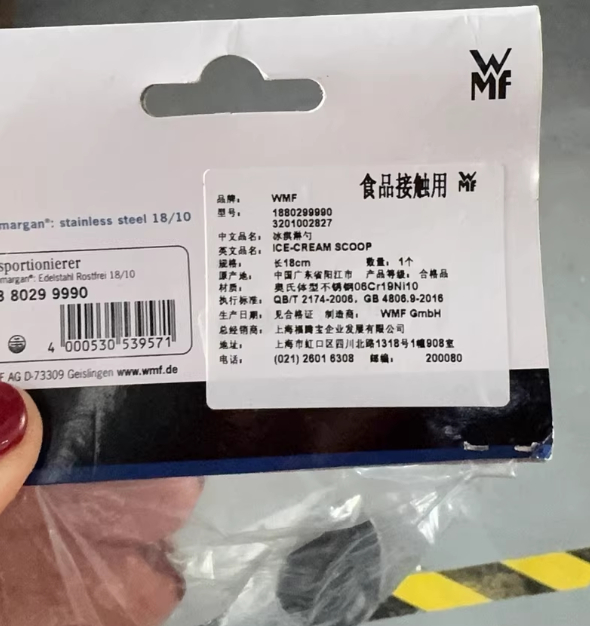 WMF
margan®: stainless steel 18/10
sportionierer
margan®: Edelstahl Rostfrei 18/10
8 8029 9990
4 000530 539571
AG D-73309 Geislingen www.wmf.de
食品接触用 WMF
品牌： WMF
型号： 1880299990
3201002827
中文品名：冰淇淋勺
英文品名：ICE-CREAM SCOOP
规格： 长18cm 数量：1个
原产地： 中国广东省阳江市 产品等级：合格品
材质： 奥氏体型不锈钢06Cr19Ni10
执行标准：QB/T 2174-2006，GB 4806.9-2016
生产日期：见合格证 制造商： WMF GmbH
总经销商：上海福腾宝企业发展有限公司
地址： 上海市虹口区四川北路1318号1幢908室
电话： (021) 2601 6308 邮编： 200080